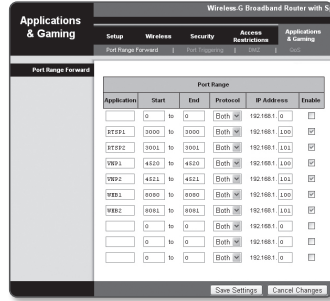 Wireless-G Broadband Router with S
Applications & Gaming
Setup Wireless Security Access Restrictions Applications & Gaming
Port Range Forward | Port Triggering | DMZ | QoS
Port Range Forward
Port Range
Application Start End Protocol IP Address Enable
0 to 0 Both 192.168.1. 0
RTSP1 3000 to 3000 Both 192.168.1. 100
RTSP2 3001 to 3001 Both 192.168.1. 101
VNP1 4520 to 4520 Both 192.168.1. 100
VNP2 4521 to 4521 Both 192.168.1. 101
WEB1 8080 to 8080 Both 192.168.1. 100
WEB2 8081 to 8081 Both 192.168.1. 101
0 to 0 Both 192.168.1. 0
0 to 0 Both 192.168.1. 0
0 to 0 Both 192.168.1. 0
Save Settings Cancel Changes